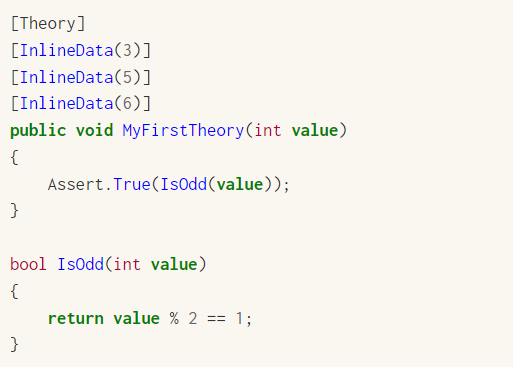 [Theory]
[InlineData(3)]
[InlineData(5)]
[InlineData(6)]
public void MyFirstTheory(int value)
{
    Assert.True(IsOdd(value));
}

bool IsOdd(int value)
{
    return value % 2 == 1;
}